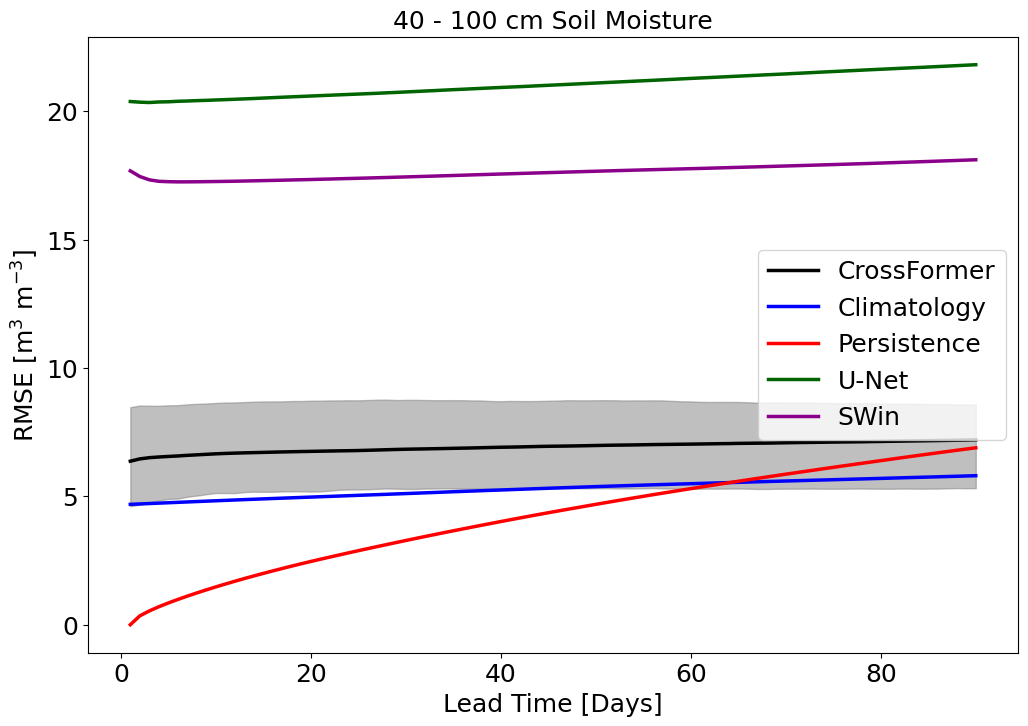 40 - 100 cm Soil Moisture
RMSE [m³ m⁻³]
20
15
10
5
0
CrossFormer
Climatology
Persistence
U-Net
SWin
0 20 40 60 80
Lead Time [Days]